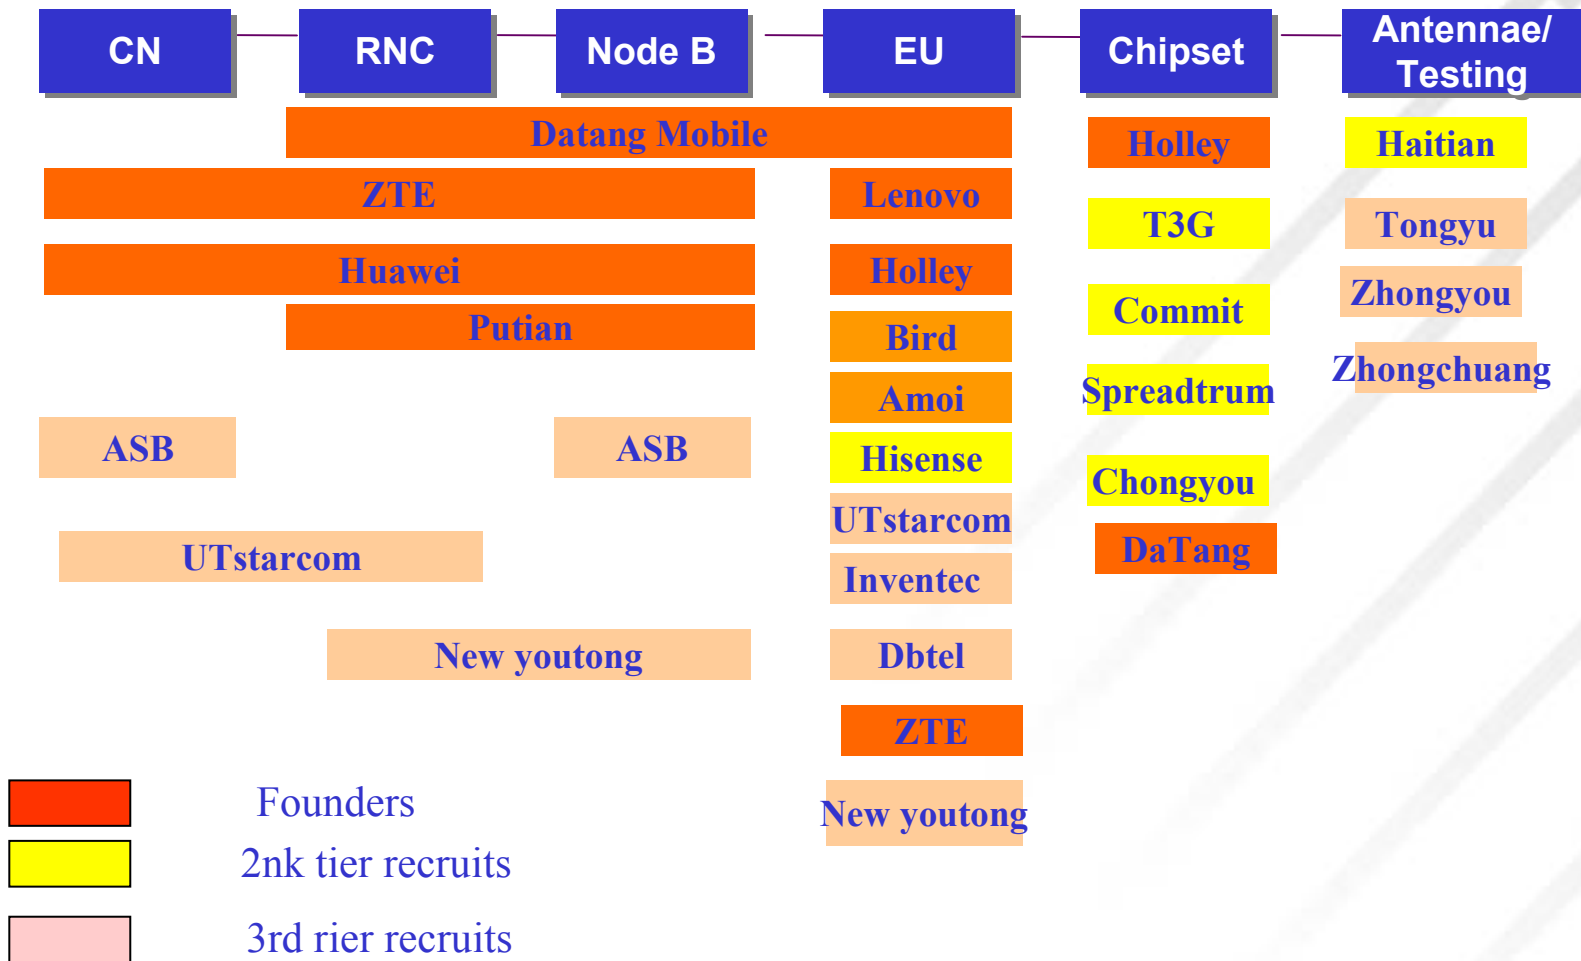 CN
RNC
Node B
EU
Chipset
Antennae/
Testing
Datang Mobile
Holley
Haitian
ZTE
Lenovo
T3G
Tongyu
Huawei
Holley
Commit
Zhongyou
Putian
Bird
Spreadtrum
Zhongchuang
Amoi
ASB
ASB
Hisense
Chongyou
UTstarcom
UTstarcom
DaTang
Inventec
New youtong
Dbtel
ZTE
New youtong
Founders
2nk tier recruits
3rd rier recruits